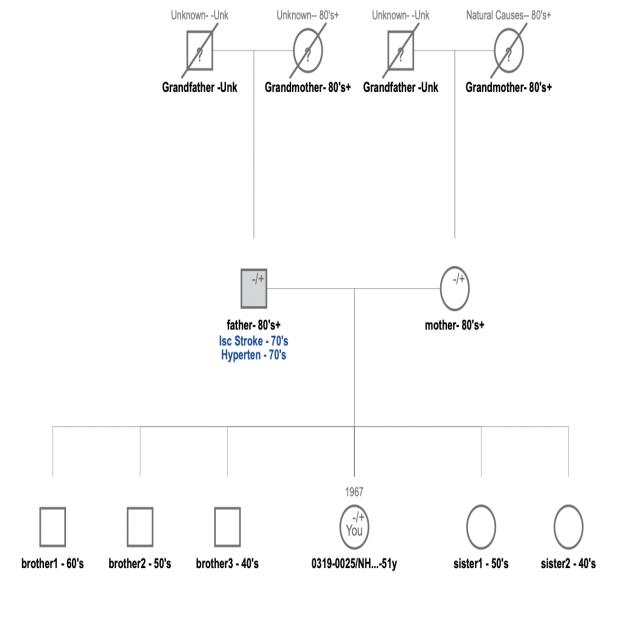 Unknown- -Unk
Unknown-- 80's+
Unknown- -Unk
Natural Causes-- 80's+
?
?
?
?
Grandfather -Unk
Grandmother- 80's+
Grandfather -Unk
Grandmother- 80's+
-/+
-/+
father- 80's+
mother- 80's+
Isc Stroke - 70's
Hyperten - 70's
1967
-/+
You
brother1 - 60's
brother2 - 50's
brother3 - 40's
0319-0025/NH...-51y
sister1 - 50's
sister2 - 40's